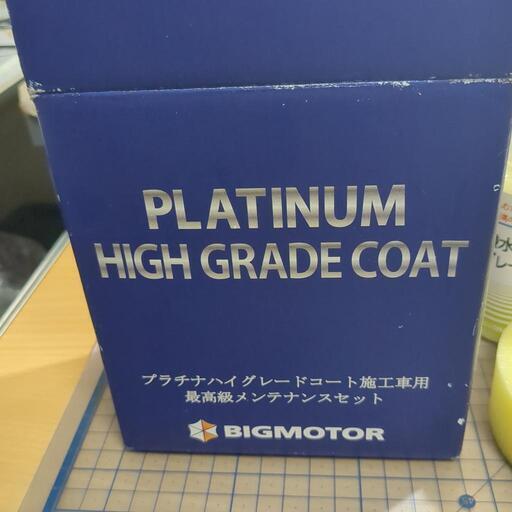 PLATINUM
HIGH GRADE COAT
プラチナハイグレードコート施工車用
最高級メンテナンスセット
BIGMOTOR